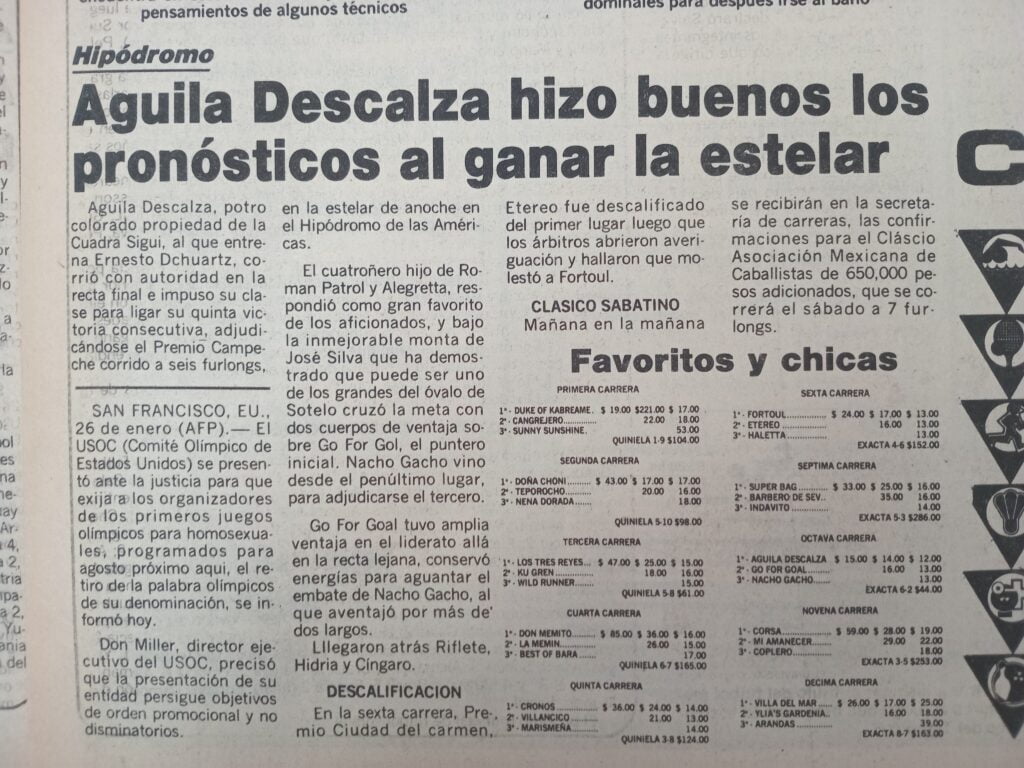 pensamientos de algunos técnicos
dominales para después irse al baño
Hipódromo
Aguila Descalza hizo buenos los
pronósticos al ganar la estelar
Aguila Descalza, potro
colorado propiedad de la
Cuadra Sigui, al que entre-
na Ernesto Dchuartz, co-
rrió con autoridad en la
recta final e impuso su cla-
se para ligar su quinta vic-
toria consecutiva, adjudi-
cándose el Premio Campe-
che corrido a seis furlongs,
en la estelar de anoche en
el Hipódromo de las Améri-
cas.
El cuatroñero hijo de Ro-
man Patrol y Alegretta, res-
pondió como gran favorito
de los aficionados, y bajo
la inmejorable monta de
José Silva que ha demos-
trado que puede ser uno
de los grandes del óvalo de
Sotelo cruzó la meta con
dos cuerpos de ventaja so-
bre Go For Gol, el puntero
inicial. Nacho Gacho vino
desde el penúltimo lugar,
para adjudicarse el tercero.
Go For Goal tuvo amplia
ventaja en el liderato allá
en la recta lejana, conservó
energías para aguantar el
embate de Nacho Gacho, al
que aventajó por más de
dos largos.
Lllegaron atrás Riflete,
Hidria y Cíngaro.
DESCALIFICACION
En la sexta carrera, Pre-
mio Ciudad del carmen,
Etereo fue descalificado
del primer lugar luego que
los árbitros abrieron averi-
guación y hallaron que mo-
lestó a Fortoul.
CLASICO SABATINO
Mañana en la mañana
se recibirán en la secreta-
ría de carreras, las confir-
maciones para el Cláscio
Asociación Mexicana de
Caballistas de 650,000 pe-
sos adicionados, que se co-
rrerá el sábado a 7 fur-
longs.
SAN FRANCISCO, EU.,
26 de enero (AFP).— El
USOC (Comité Olímpico de
Estados Unidos) se presen-
tó ante la justicia para que
exija a los organizadores
de los primeros juegos
olímpicos para homosexua-
les, programados para
agosto próximo aquí, el re-
tiro de la palabra olímpicos
de su denominación, se in-
formó hoy.
Don Miller, director eje-
cutivo del USOC, precisó
que la presentación de su
entidad persigue objetivos
de orden promocional y no
disminatorios.
Favoritos y chicas
PRIMERA CARRERA
1º- DUKE OF KABREAME. $ 19.00 $221.00 $ 17.00
2º- CANGREJERO.......... 22.00 18.00
3º- SUNNY SUNSHINE. 53.00
QUINIELA 1-9 $104.00
SEGUNDA CARRERA
1º- DOÑA CHONI.......... $ 43.00 $ 17.00 $ 17.00
2º- TEPOROCHO.......... 20.00 16.00
3º- NENA DORADA....... 18.00
QUINIELA 5-10 $98.00
TERCERA CARRERA
1º- LOS TRES REYES... $ 47.00 $ 25.00 $ 15.00
2º- KU GREN.............. 18.00 16.00
3º- WILD RUNNER....... 15.00
QUINIELA 5-8 $61.00
CUARTA CARRERA
1º- DON MEMITO........ $ 85.00 $ 36.00 $ 16.00
2º- LA MEMIN............ 26.00 15.00
3º- BEST OF BARA...... 17.00
QUINIELA 6-7 $165.00
QUINTA CARRERA
1º- CRONOS............. $ 36.00 $ 24.00 $ 14.00
2º- VILLANCICO......... 21.00 13.00
3º- MARISMEÑA......... 14.00
QUINIELA 3-8 $124.00
SEXTA CARRERA
1º- FORTOUL............. $ 24.00 $ 17.00 $ 13.00
2º- ETEREO............... 16.00 13.00
3º- HALETTA.............. 13.00
EXACTA 4-6 $152.00
SEPTIMA CARRERA
1º- SUPER BAG........... $ 33.00 $ 25.00 $ 16.00
2º- BARBERO DE SEV.. 35.00 16.00
3º- INDAVITO............. 14.00
EXACTA 5-3 $286.00
OCTAVA CARRERA
1º- AGUILA DESCALZA $ 15.00 $ 14.00 $ 12.00
2º- GO FOR GOAL....... 16.00 13.00
3º- NACHO GACHO...... 13.00
EXACTA 6-2 $44.00
NOVENA CARRERA
1º- CORSA................ $ 59.00 $ 28.00 $ 19.00
2º- MI AMANECER....... 29.00 22.00
3º- COPLERO............. 18.00
EXACTA 3-5 $253.00
DECIMA CARRERA
1º- VILLA DEL MAR..... $ 26.00 $ 17.00 $ 25.00
2º- YLIA'S GARDENIA.. 16.00 18.00
3º- ARANDAS............ 39.00
EXACTA 8-7 $163.00